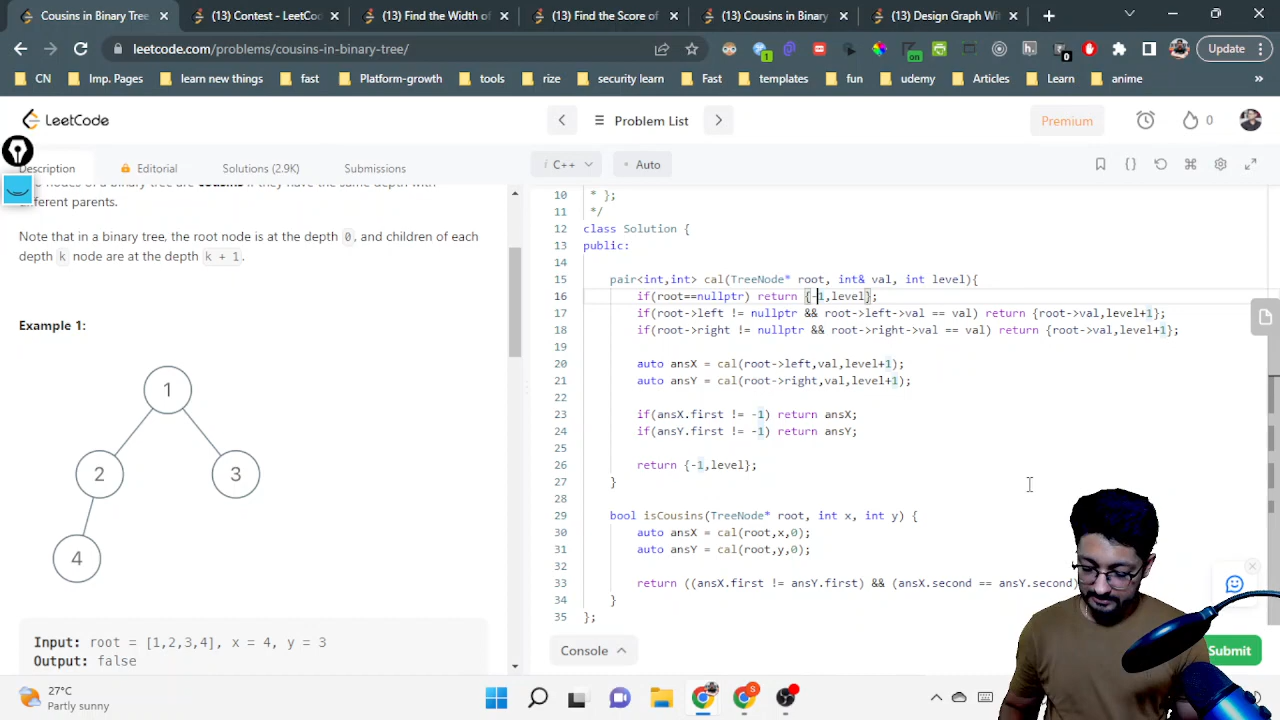 Cousins in Binary Tree
(13) Contest - LeetCo
(13) Find the Width of
(13) Find the Score of
(13) Cousins in Binary
(13) Design Graph Wi
leetcode.com/problems/cousins-in-binary-tree/
1
on
0
Update
CN
Imp. Pages
learn new things
fast
Platform-growth
tools
rice
security learn
Fast
templates
fun
Articles
Learn
anime
»
LeetCode
Problem List
Premium
0
Description
Editorial
Solutions (2.9K)
Submissions
i C++
Auto
{}
different parents.
Note that in a binary tree, the root node is at the depth 0, and children of each
depth k node are at the depth k + 1.
Example 1:
1
2
3
4
Input: root = [1,2,3,4], x = 4, y = 3
Output: false
10 * };
11 */
12 class Solution {
13 public:
14
15 pair<int,int> cal(TreeNode* root, int& val, int level){
16 if(root==nullptr) return {-1,level};
17 if(root->left != nullptr && root->left->val == val) return {root->val,level+1};
18 if(root->right != nullptr && root->right->val == val) return {root->val,level+1};
19
20 auto ansX = cal(root->left,val,level+1);
21 auto ansY = cal(root->right,val,level+1);
22
23 if(ansX.first != -1) return ansX;
24 if(ansY.first != -1) return ansY;
25
26 return {-1,level};
27 }
28
29 bool isCousins(TreeNode* root, int x, int y) {
30 auto ansX = cal(root,x,0);
31 auto ansY = cal(root,y,0);
32
33 return ((ansX.first != ansY.first) && (ansX.second == ansY.second)
34 }
35 };
Console
Submit
27°C
Partly sunny